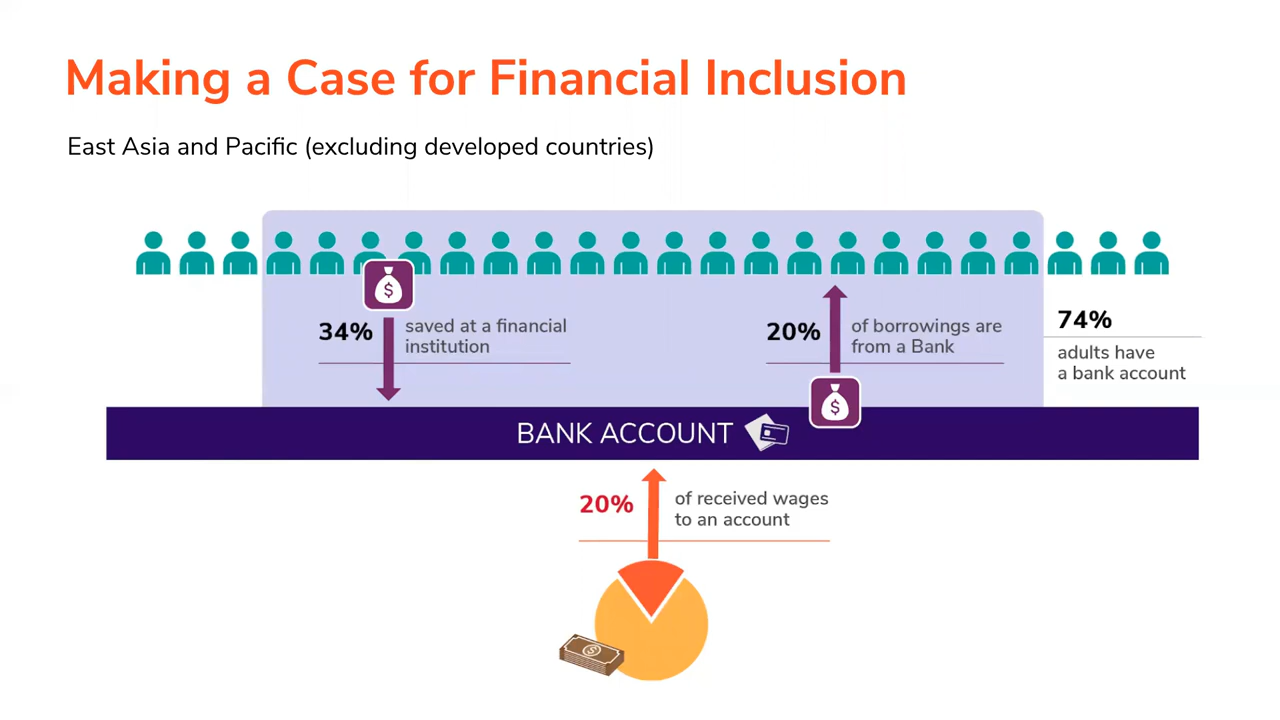 Making a Case for Financial Inclusion
East Asia and Pacific (excluding developed countries)
$
34%
saved at a financial
institution
20%
of borrowings are
from a Bank
74%
adults have
a bank account
$
BANK ACCOUNT
20%
of received wages
to an account
$